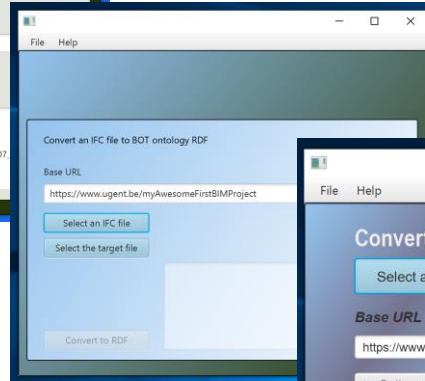 File Help
Convert an IFC file to BOT ontology RDF
Base URL
https://www.ugent.be/myAwesomeFirstBIMProject
Select an IFC file
Select the target file
Convert to RDF
File Help
Conver
Select a
Base URL
https://www